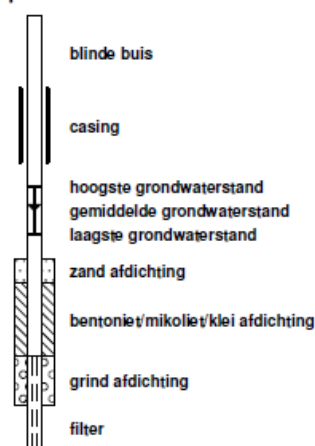 blinde buis
casing
hoogste grondwaterstand
gemiddelde grondwaterstand
laagste grondwaterstand
zand afdichting
bentoniet/mikoliet/klei afdichting
grind afdichting
filter